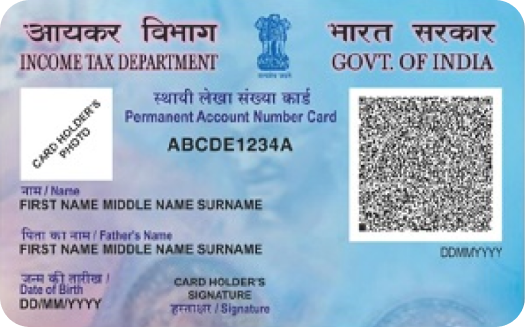 आयकर विभाग
INCOME TAX DEPARTMENT
भारत सरकार
GOVT. OF INDIA
सत्यमेव जयते
स्थायी लेखा संख्या कार्ड
Permanent Account Number Card
ABCDE1234A
CARD HOLDER'S
PHOTO
नाम / Name
FIRST NAME MIDDLE NAME SURNAME
पिता का नाम / Father's Name
FIRST NAME MIDDLE NAME SURNAME
DDMMYYYY
जन्म की तारीख /
Date of Birth
DD/MM/YYYY
CARD HOLDER'S
SIGNATURE
हस्ताक्षर / Signature